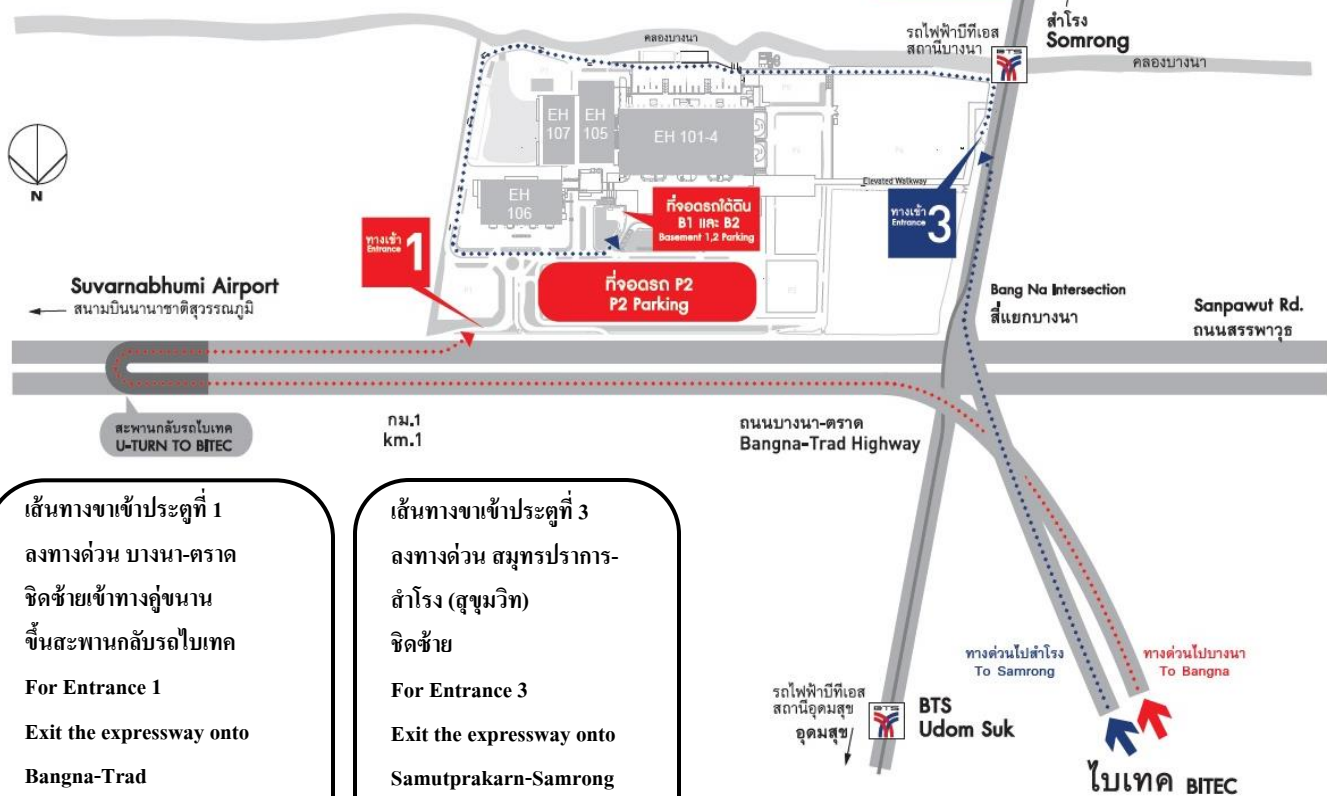 สำโรง
Somrong
รถไฟฟ้าบีทีเอส
สถานีบางนา
BTS
คลองบางนา
คลองบางนา
N
EH
107
EH
105
EH 101-4
EH
106
Elevated Walkway
ที่จอดรถใต้ดิน
B1 และ B2
Basement 1,2 Parking
ทางเข้า
Entrance
1
ทางเข้า
Entrance
3
ที่จอดรถ P2
P2 Parking
Suvarnabhumi Airport
สนามบินนานาชาติสุวรรณภูมิ
Bang Na Intersection
สี่แยกบางนา
Sanpawut Rd.
ถนนสรรพาวุธ
สะพานกลับรถไบเทค
U-TURN TO BITEC
กม.1
km.1
ถนนบางนา-ตราด
Bangna-Trad Highway
เส้นทางขาเข้าประตูที่ 1
ลงทางด่วน บางนา-ตราด
ชิดซ้ายเข้าทางคู่ขนาน
ขึ้นสะพานกลับรถไบเทค
For Entrance 1
Exit the expressway onto
Bangna-Trad
เส้นทางขาเข้าประตูที่ 3
ลงทางด่วน สมุทรปราการ-
สำโรง (สุขุมวิท)
ชิดซ้าย
For Entrance 3
Exit the expressway onto
Samutprakarn-Samrong
ทางด่วนไปสำโรง
To Samrong
ทางด่วนไปบางนา
To Bangna
รถไฟฟ้าบีทีเอส
สถานีอุดมสุข
อุดมสุข
BTS
BTS
Udom Suk
ไบเทค BITEC